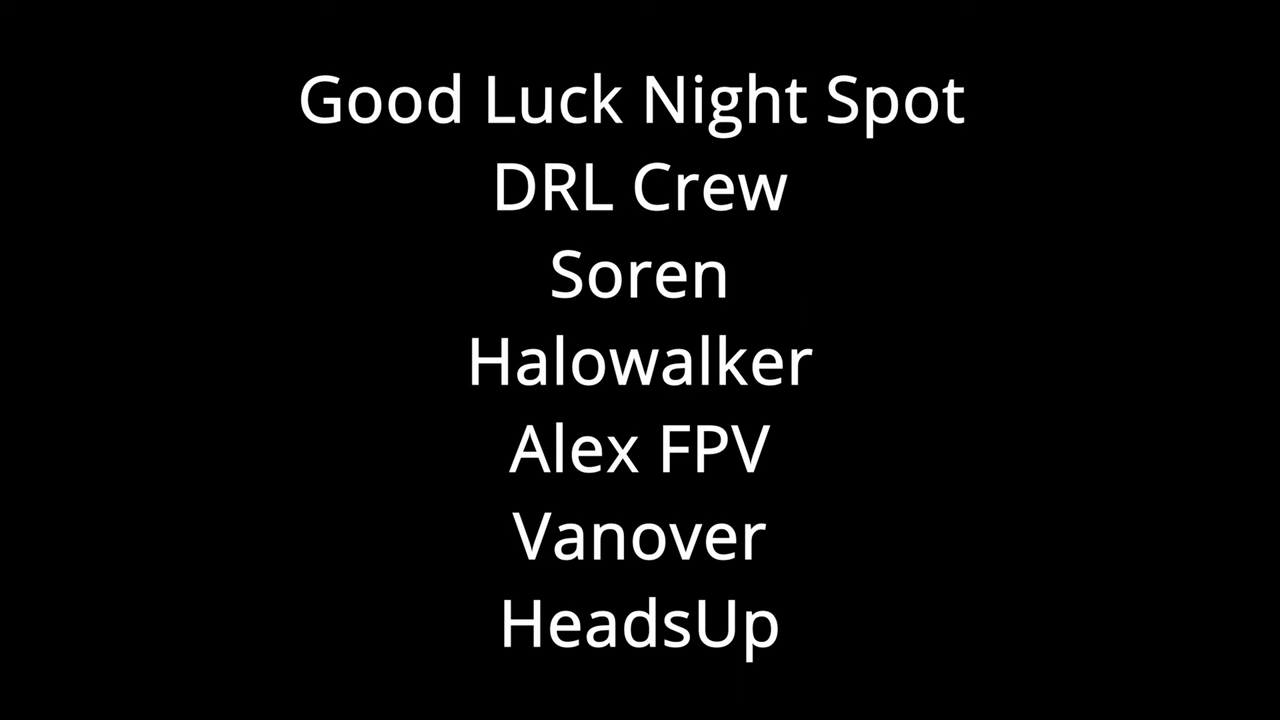 Good Luck Night Spot
DRL Crew
Soren
Halowalker
Alex FPV
Vanover
HeadsUp